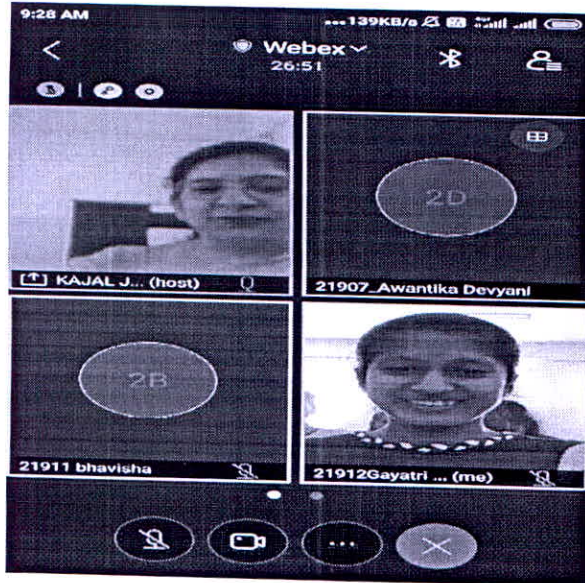 9:28 AM
...139KB/s
Webex
26:51
2D
KAJAL J... (host)
21907_Awantika Devyani
2B
21911 bhavisha
21912Gayatri ... (me)
...